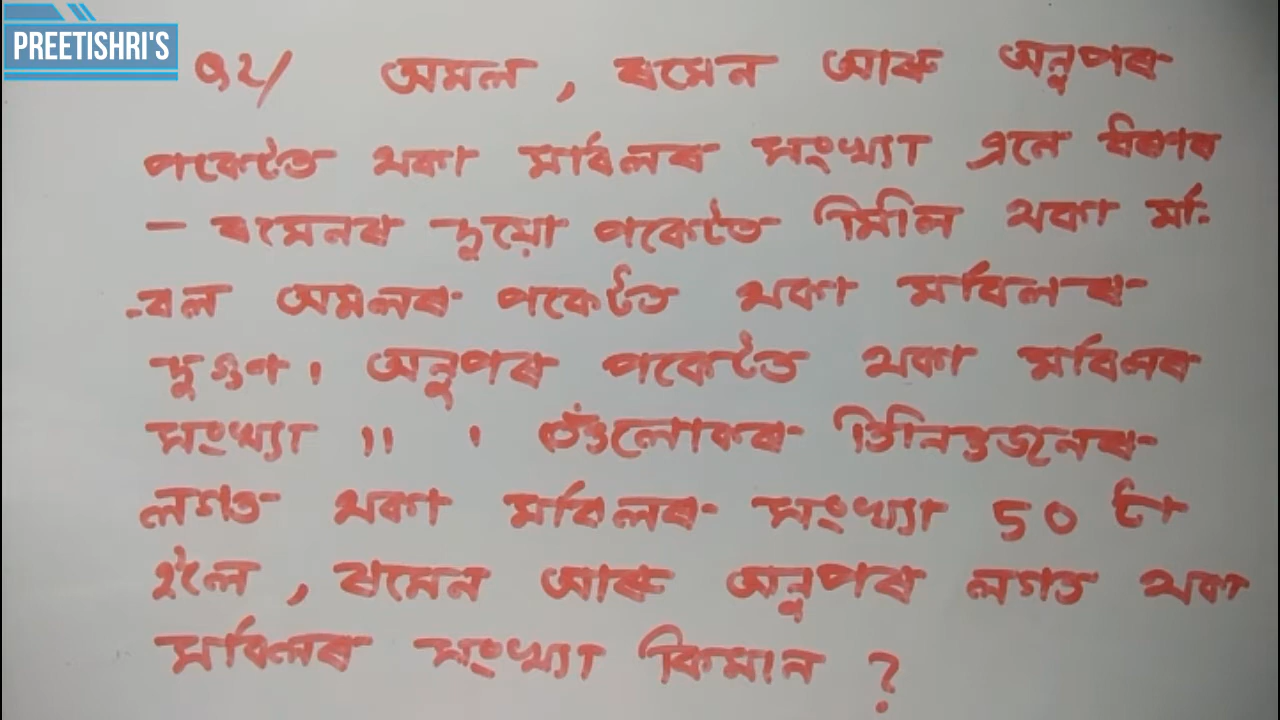 PREETISHRI'S
৭২/ অমল , ৰমেন আৰু অনুপৰ
পকেটত থকা মাৰ্বলৰ সংখ্যা এনে ধৰণৰ
– ৰমেনৰ দুয়ো পকেটত মিলি থকা মা-
-ৰ্বল অমলৰ পকেটত থকা মাৰ্বলৰ
দুগুণ । অনুপৰ পকেটত থকা মাৰ্বলৰ
সংখ্যা 11 । তেওঁলোকৰ তিনিওজনৰ
লগত থকা মাৰ্বলৰ সংখ্যা 50 টা
হ'লে , ৰমেন আৰু অনুপৰ লগত থকা
মাৰ্বলৰ সংখ্যা কিমান ?